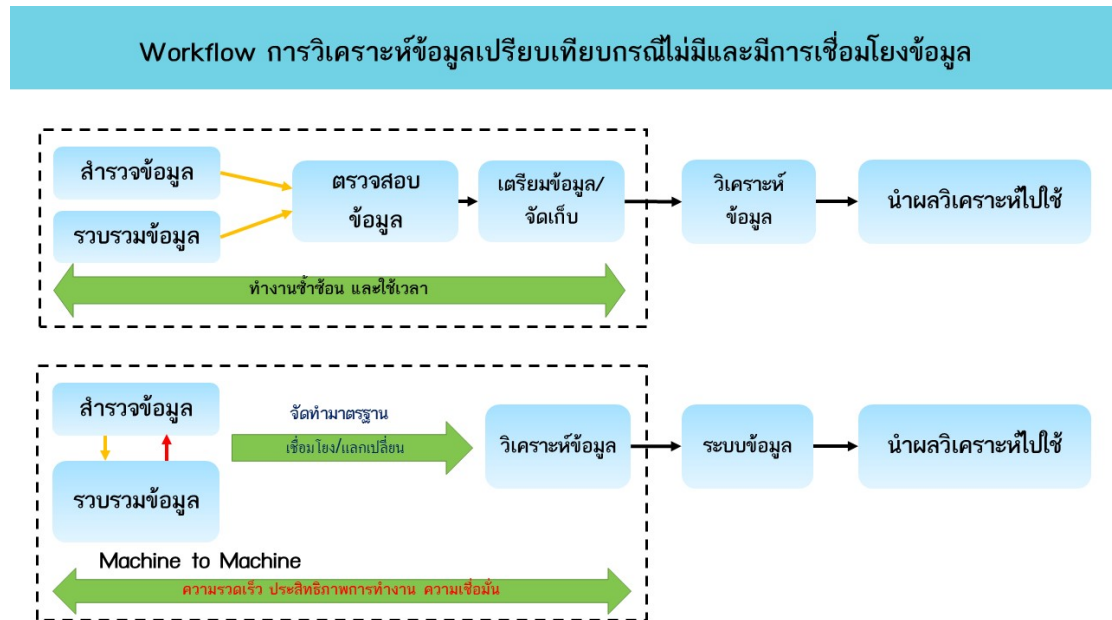 Workflow การวิเคราะห์ข้อมูลเปรียบเทียบกรณีไม่มีและมีการเชื่อมโยงข้อมูล
สำรวจข้อมูล
รวบรวมข้อมูล
ตรวจสอบ
ข้อมูล
เตรียมข้อมูล/
จัดเก็บ
วิเคราะห์
ข้อมูล
นำผลวิเคราะห์ไปใช้
ทำงานซ้ำซ้อน และใช้เวลา
สำรวจข้อมูล
รวบรวมข้อมูล
จัดทำมาตรฐาน
เชื่อมโยง/แลกเปลี่ยน
วิเคราะห์ข้อมูล
ระบบข้อมูล
นำผลวิเคราะห์ไปใช้
Machine to Machine
ความรวดเร็ว ประสิทธิภาพการทำงาน ความเชื่อมั่น